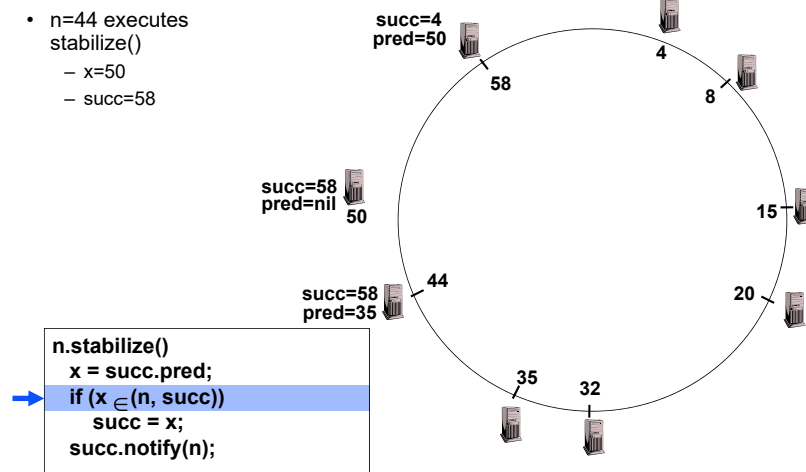 • n=44 executes
stabilize()
– x=50
– succ=58
succ=4
pred=50
58
4
8
15
20
32
35
44
succ=58
pred=35
succ=58
pred=nil
50
n.stabilize()
x = succ.pred;
if (x ∈ (n, succ))
succ = x;
succ.notify(n);